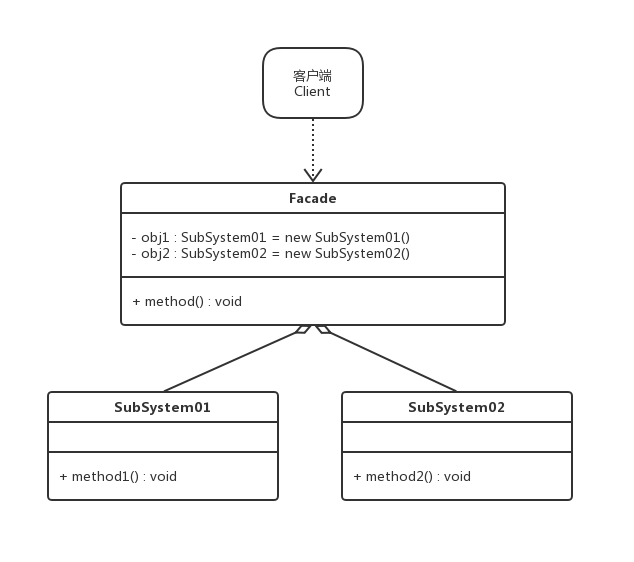 客户端
Client
Facade
- obj1 : SubSystem01 = new SubSystem01()
- obj2 : SubSystem02 = new SubSystem02()
+ method() : void
SubSystem01
+ method1() : void
SubSystem02
+ method2() : void